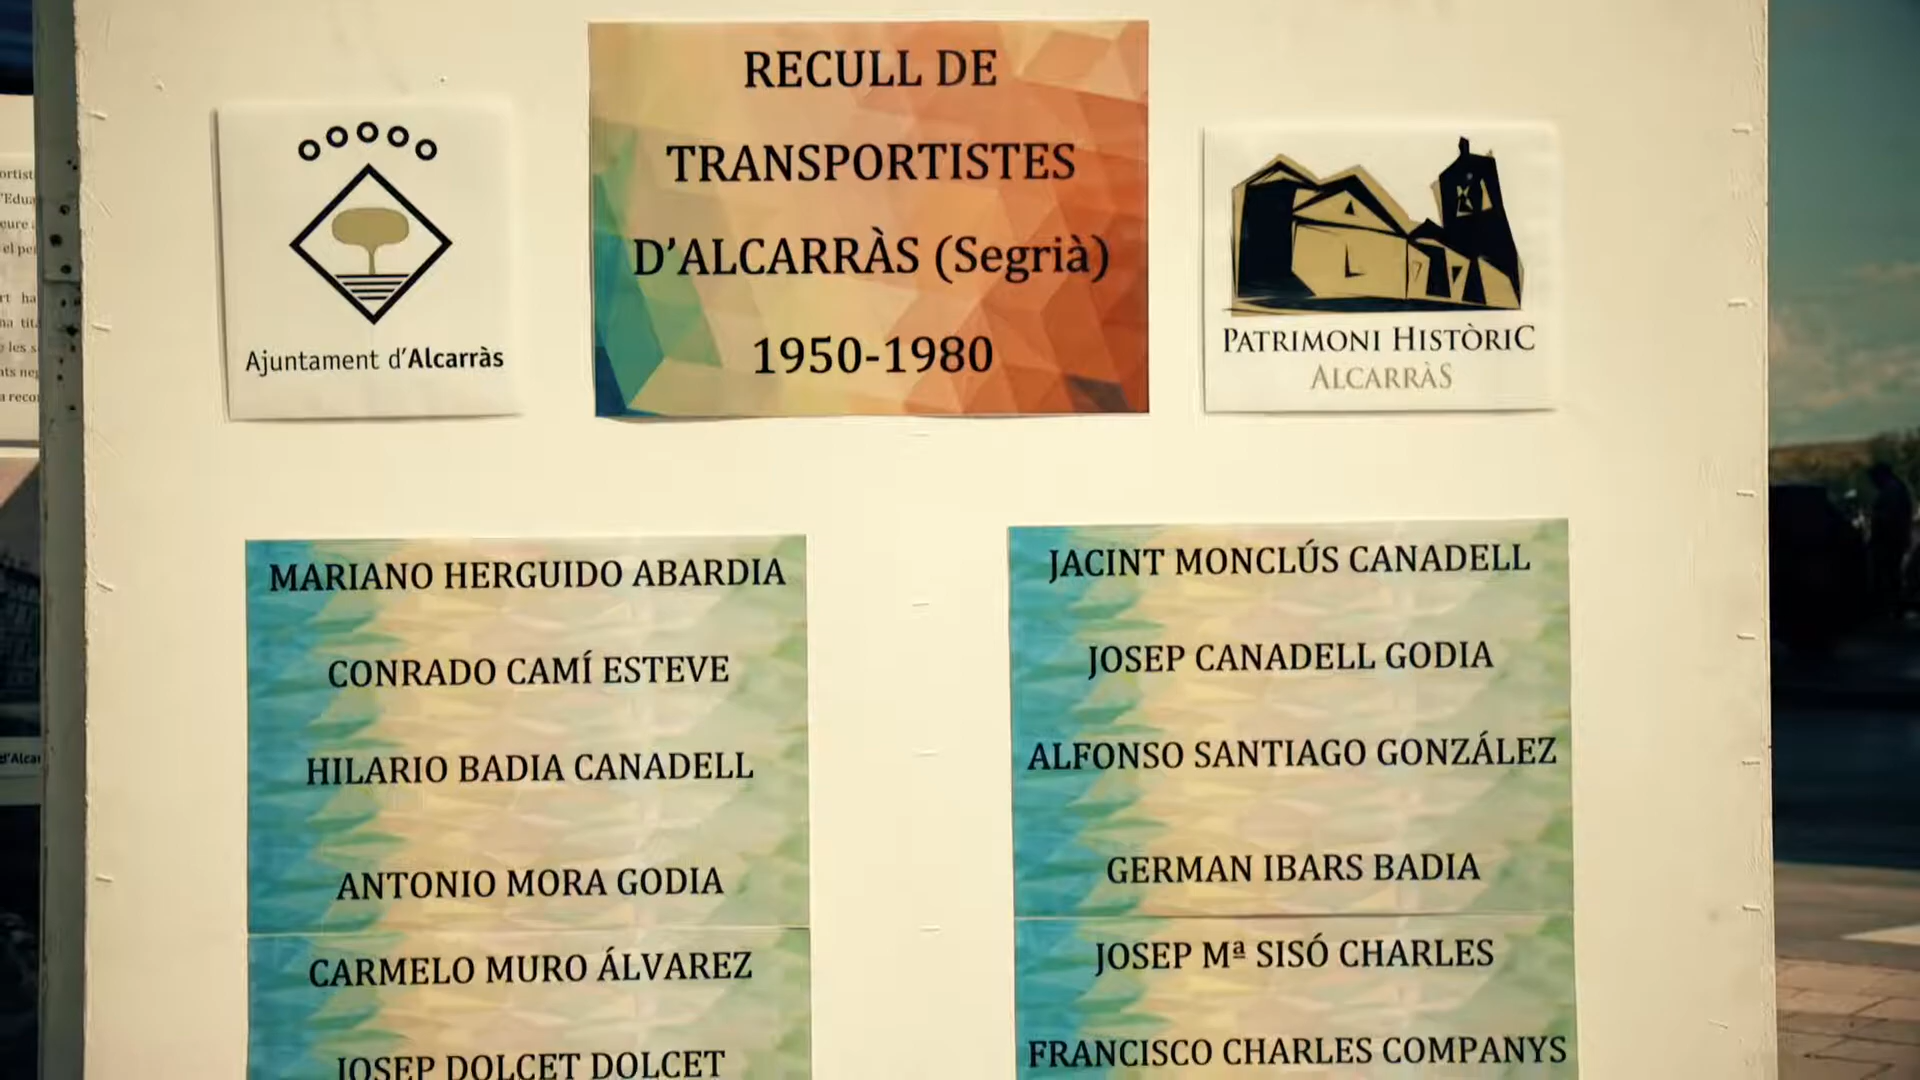 RECULL DE
TRANSPORTISTES
D'ALCARRÀS (Segrià)
1950-1980
Ajuntament d'Alcarràs
PATRIMONI HISTÒRIC
ALCARRÀS
MARIANO HERGUIDO ABARDIA
CONRADO CAMÍ ESTEVE
HILARIO BADIA CANADELL
ANTONIO MORA GODIA
CARMELO MURO ÁLVAREZ
JOSEP DOLCET DOLCET
JACINT MONCLÚS CANADELL
JOSEP CANADELL GODIA
ALFONSO SANTIAGO GONZÁLEZ
GERMAN IBARS BADIA
JOSEP Mª SISÓ CHARLES
FRANCISCO CHARLES COMPANYS